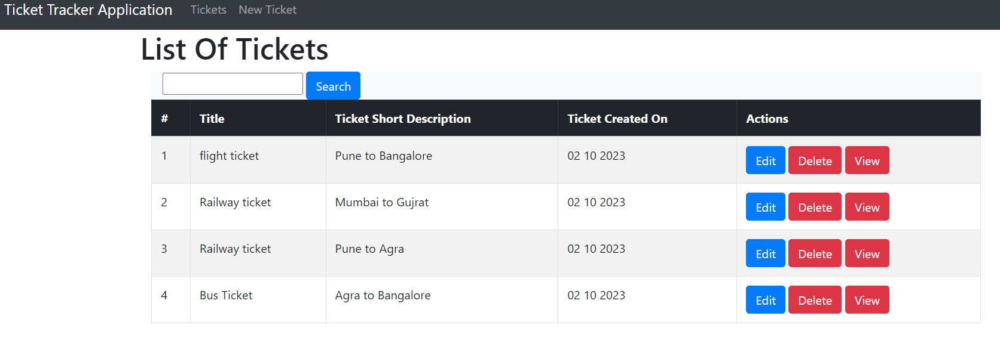 Ticket Tracker Application Tickets New Ticket
List Of Tickets
Search
# Title Ticket Short Description Ticket Created On Actions
1 flight ticket Pune to Bangalore 02 10 2023 Edit Delete View
2 Railway ticket Mumbai to Gujrat 02 10 2023 Edit Delete View
3 Railway ticket Pune to Agra 02 10 2023 Edit Delete View
4 Bus Ticket Agra to Bangalore 02 10 2023 Edit Delete View